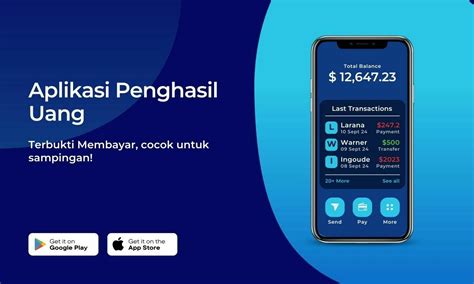 Aplikasi Penghasil
Uang
Terbukti Membayar, cocok untuk
sampingan!
Get it on
Google Play
Get it on the
App Store
Total Balance
$ 12,647.23
Last Transactions
L
Larana
$247.2
10 Sept 24
Payment
W
Warner
$500
09 Sept 24
Transfer
I
Ingoude
$2023
08 Sept 24
Payment
20+ More
See all
Send
Pay
More